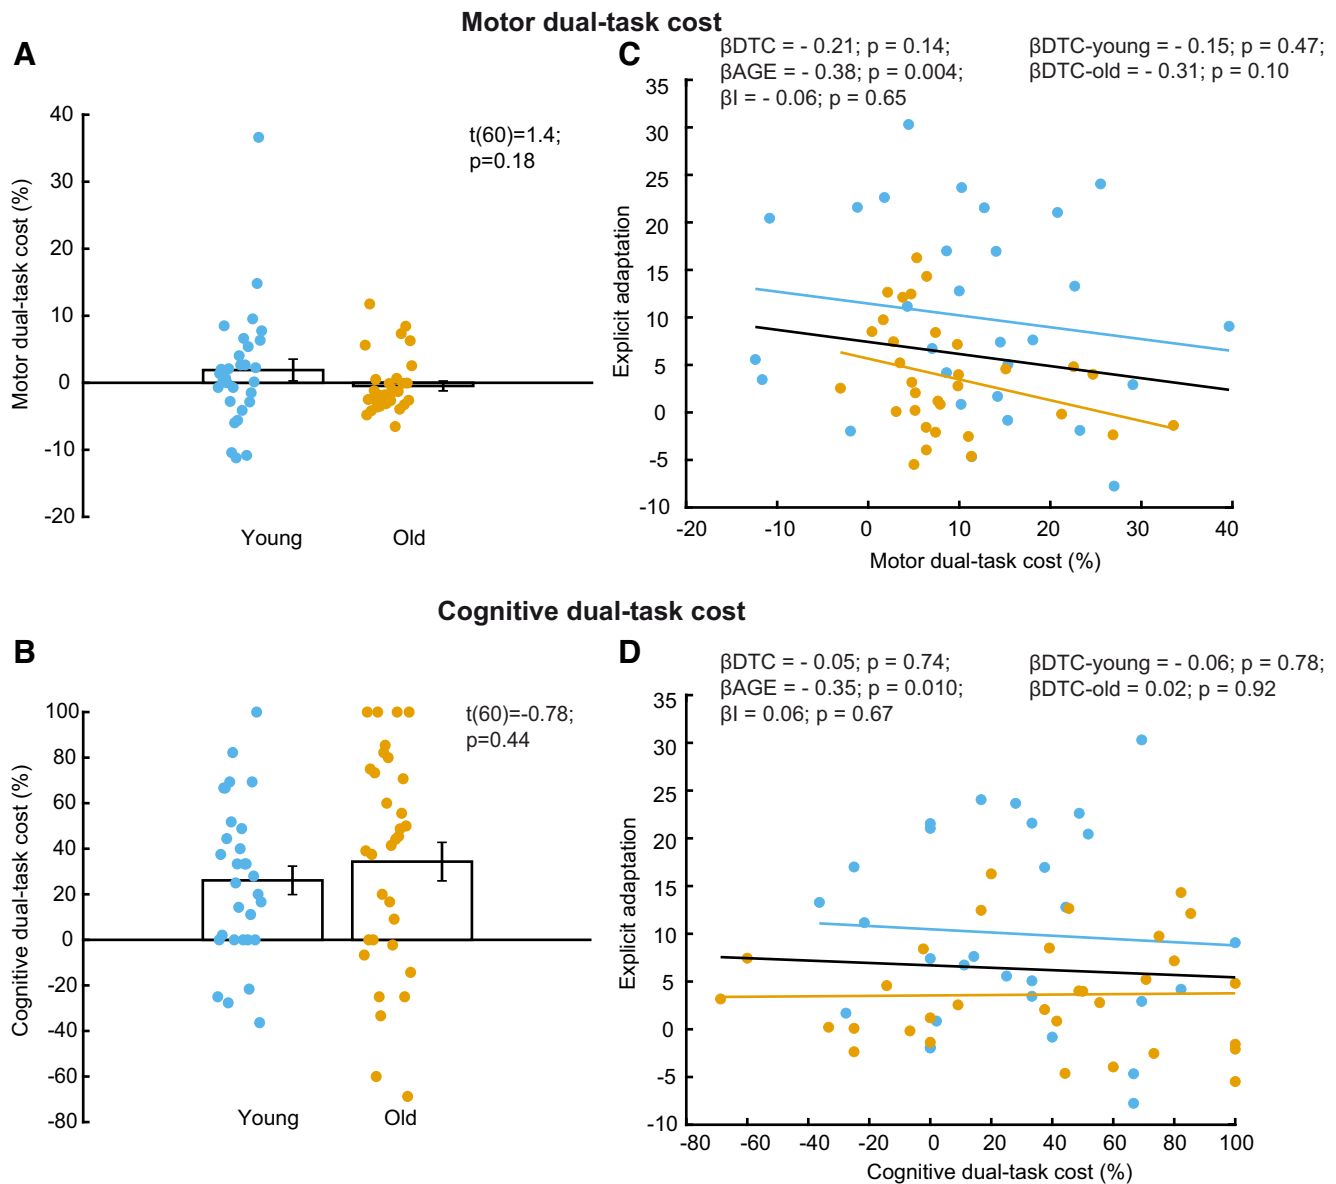 Motor dual-task cost
A
t(60)=1.4;
p=0.18
40
30
20
10
0
-10
-20
Motor dual-task cost (%)
Young
Old
C
βDTC = - 0.21; p = 0.14;
βAGE = - 0.38; p = 0.004;
βI = - 0.06; p = 0.65
βDTC-young = - 0.15; p = 0.47;
βDTC-old = - 0.31; p = 0.10
35
30
25
20
15
10
5
0
-5
-10
Explicit adaptation
-20
-10
0
10
20
30
40
Motor dual-task cost (%)
Cognitive dual-task cost
B
t(60)=-0.78;
p=0.44
100
80
60
40
20
0
-20
-40
-60
-80
Cognitive dual-task cost (%)
Young
Old
D
βDTC = - 0.05; p = 0.74;
βAGE = - 0.35; p = 0.010;
βI = 0.06; p = 0.67
βDTC-young = - 0.06; p = 0.78;
βDTC-old = 0.02; p = 0.92
35
30
25
20
15
10
5
0
-5
-10
Explicit adaptation
-80
-60
-40
-20
0
20
40
60
80
100
Cognitive dual-task cost (%)